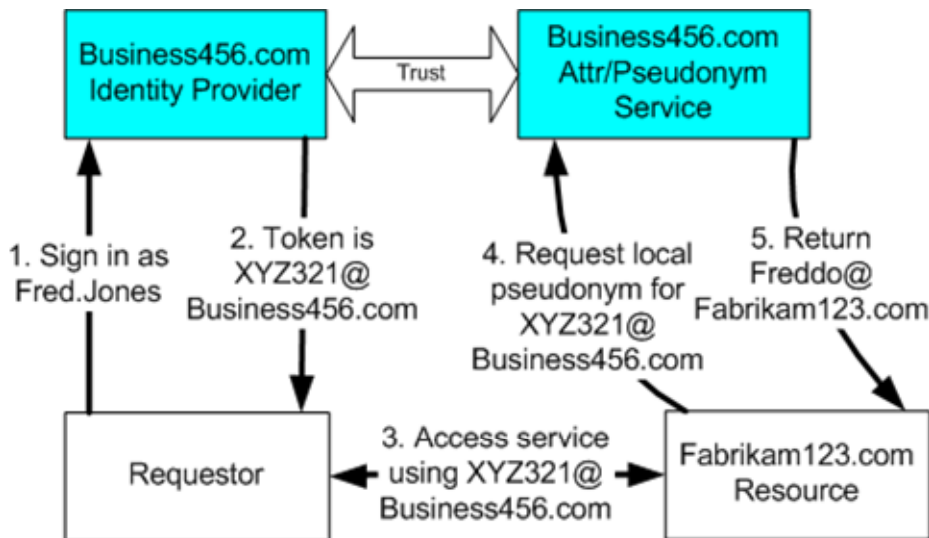 Business456.com
Identity Provider
Trust
Business456.com
Attr/Pseudonym
Service
1. Sign in as
Fred.Jones
2. Token is
XYZ321@
Business456.com
4. Request local
pseudonym for
XYZ321@
Business456.com
5. Return
Freddo@
Fabrikam123.com
Requestor
3. Access service
using XYZ321@
Business456.com
Fabrikam123.com
Resource